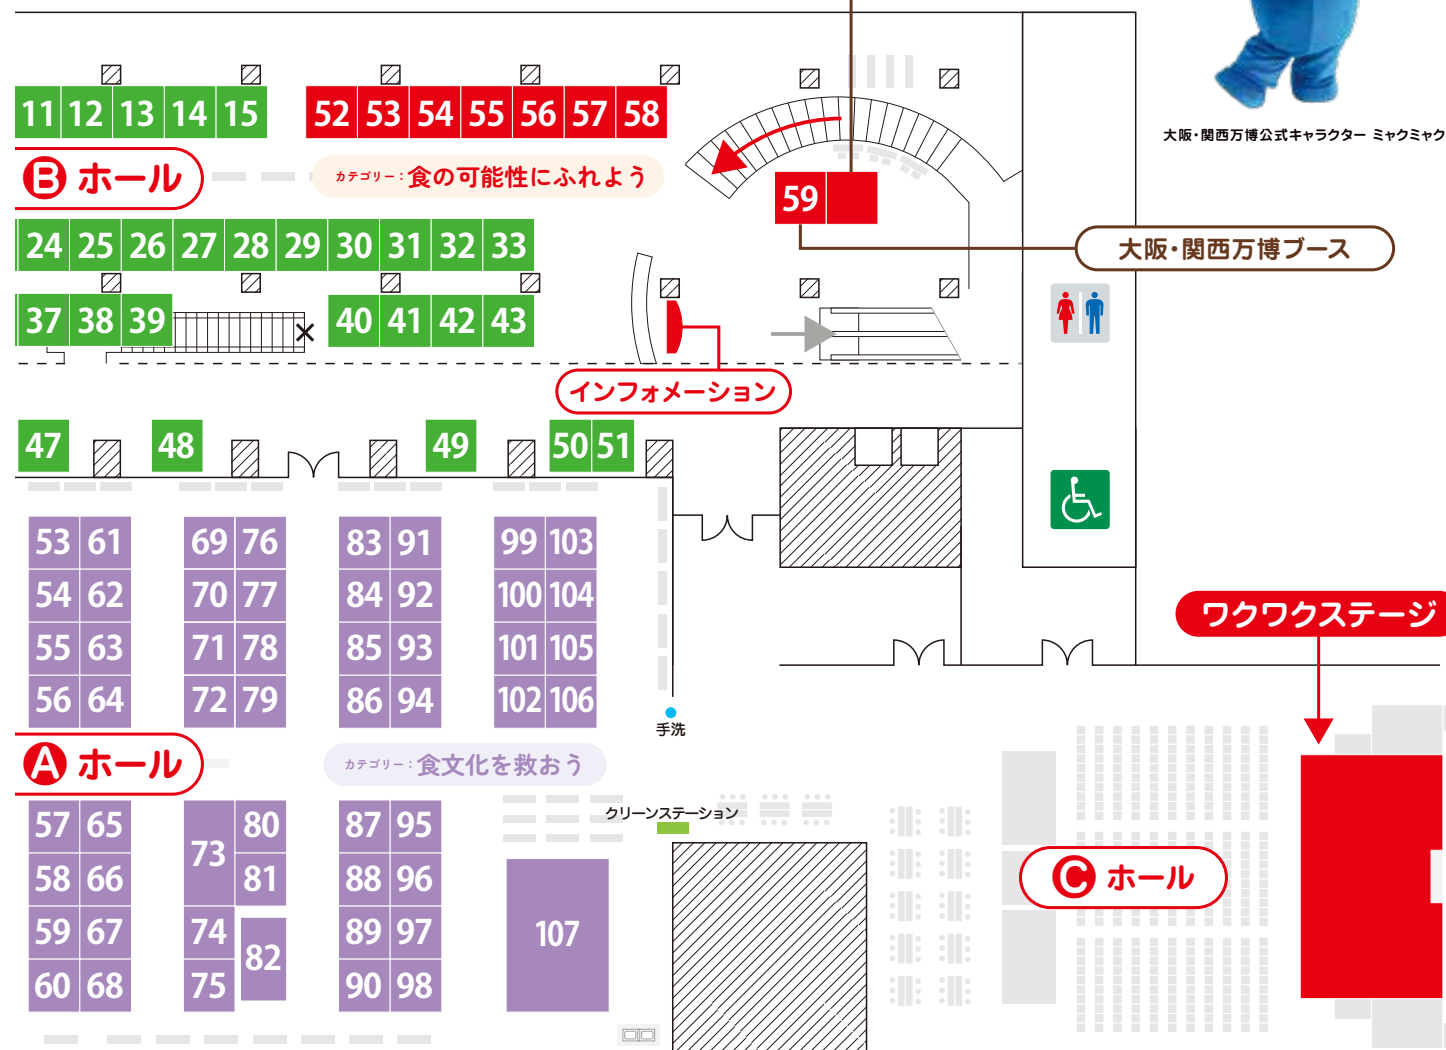 大阪・関西万博公式キャラクター ミャクミャク
11 12 13 14 15
52 53 54 55 56 57 58
B ホール
カテゴリー：食の可能性にふれよう
59
24 25 26 27 28 29 30 31 32 33
大阪・関西万博ブース
37 38 39
40 41 42 43
インフォメーション
47 48 49 50 51
53 61 69 76 83 91 99 103
54 62 70 77 84 92 100 104
ワクワクステージ
55 63 71 78 85 93 101 105
56 64 72 79 86 94 102 106
手洗
A ホール
カテゴリー：食文化を救おう
クリーンステーション
57 65 73 80 87 95
58 66 81 88 96
C ホール
59 67 74 82 89 97 107
60 68 75 90 98